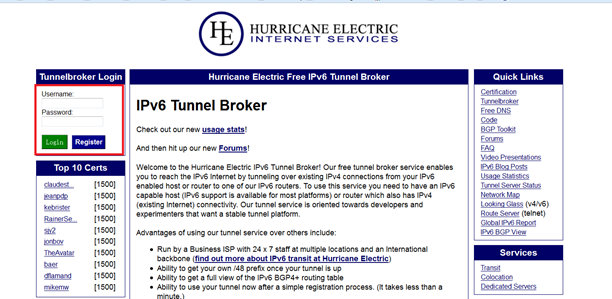 HE
HURRICANE ELECTRIC
INTERNET SERVICES
Tunnelbroker Login
Username:
Password:
Login
Register
Top 10 Certs
claudest... [1500]
jeanpdp [1500]
kebrister [1500]
RainerSe... [1500]
sjv2 [1500]
jonbov [1500]
TheAvatar [1500]
baer [1500]
dflamand [1500]
mikemw [1500]
Hurricane Electric Free IPv6 Tunnel Broker
IPv6 Tunnel Broker
Check out our new usage stats!
And then hit up our new Forums!
Welcome to the Hurricane Electric IPv6 Tunnel Broker! Our free tunnel broker service enables
you to reach the IPv6 Internet by tunneling over existing IPv4 connections from your IPv6
enabled host or router to one of our IPv6 routers. To use this service you need to have an IPv6
capable host (IPv6 support is available for most platforms) or router which also has IPv4
(existing Internet) connectivity. Our tunnel service is oriented towards developers and
experimenters that want a stable tunnel platform.
Advantages of using our tunnel service over others include:
• Run by a Business ISP with 24 x 7 staff at multiple locations and an International
backbone (find out more about IPv6 transit at Hurricane Electric)
• Ability to get your own /48 prefix once your tunnel is up
• Ability to get a full view of the IPv6 BGP4+ routing table
• Ability to use your tunnel now after a simple registration process. (It takes less than a
minute.)
Quick Links
Certification
Tunnelbroker
Free DNS
Code
BGP Toolkit
Forums
FAQ
Video Presentations
IPv6 Blog Posts
Usage Statistics
Tunnel Server Status
Network Map
Looking Glass (v4/v6)
Route Server (telnet)
Global IPv6 Report
IPv6 BGP View
Services
Transit
Colocation
Dedicated Servers